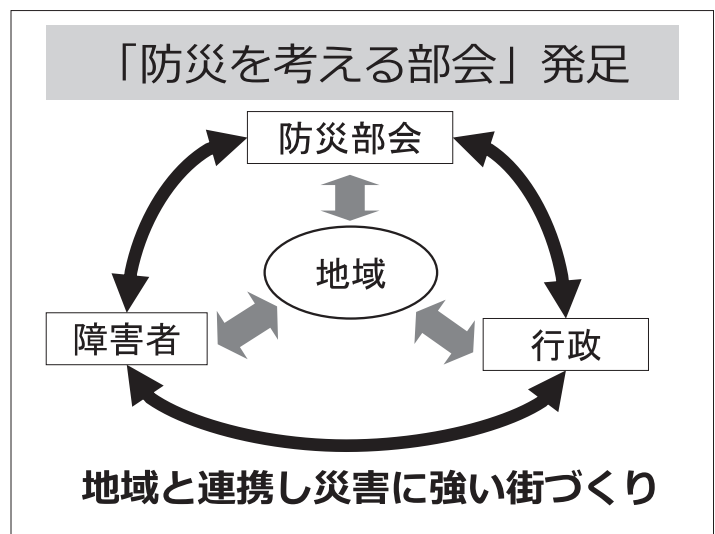 「防災を考える部会」発足
防災部会
地域
障害者
行政
地域と連携し災害に強い街づくり